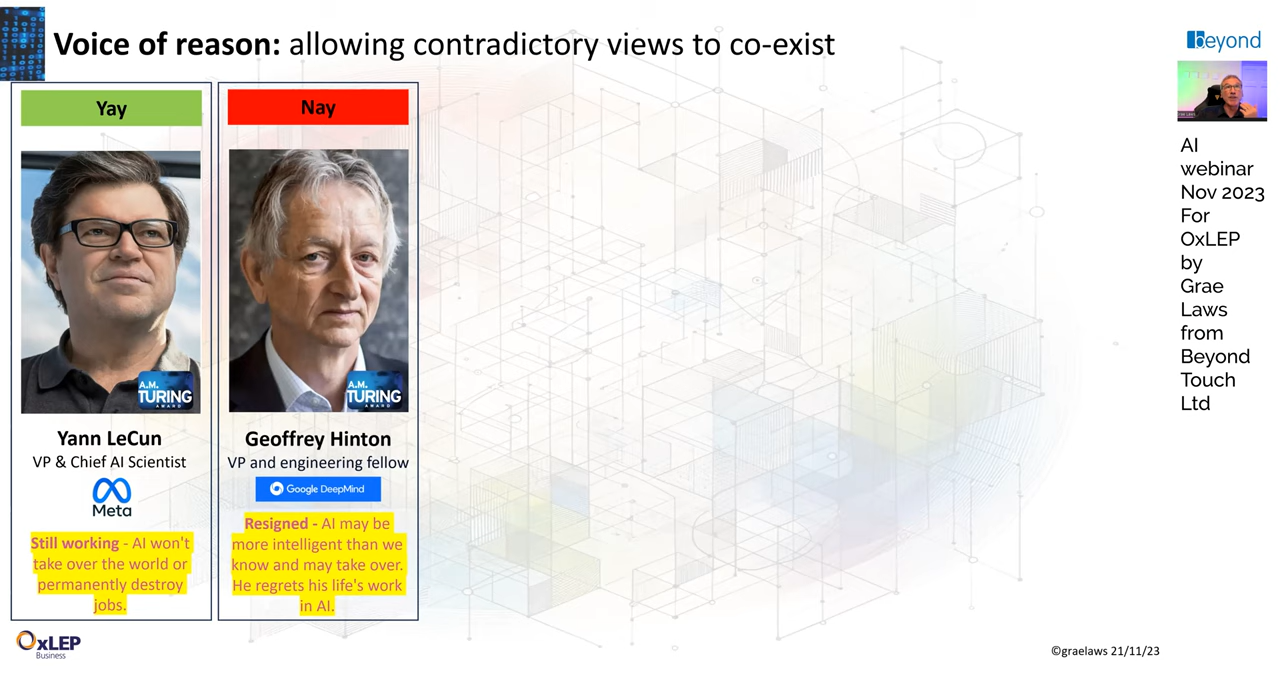 Voice of reason: allowing contradictory views to co-exist
Beyond
Yay
Nay
A.M.
TURING
AWARD
A.M.
TURING
AWARD
Yann LeCun
VP & Chief AI Scientist
Meta
Still working - AI won't
take over the world or
permanently destroy
jobs.
Geoffrey Hinton
VP and engineering fellow
Google DeepMind
Resigned - AI may be
more intelligent than we
know and may take over.
He regrets his life's work
in AI.
AI
webinar
Nov 2023
For
OxLEP
by
Grae
Laws
from
Beyond
Touch
Ltd
OxLEP
Business
©graelaws 21/11/23